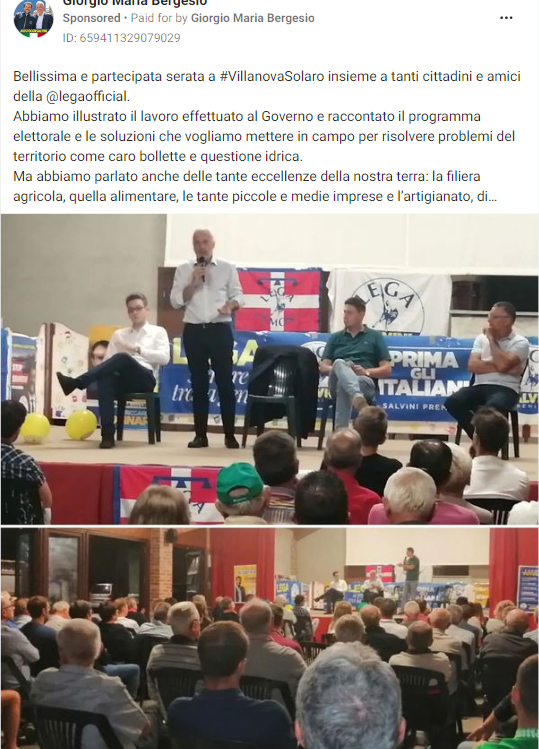 Giorgio Maria Bergesio
Sponsored • Paid for by Giorgio Maria Bergesio
ID: 659411329079029
Bellissima e partecipata serata a #VillanovaSolaro insieme a tanti cittadini e amici
della @legaofficial.
Abbiamo illustrato il lavoro effettuato al Governo e raccontato il programma
elettorale e le soluzioni che vogliamo mettere in campo per risolvere problemi del
territorio come caro bollette e questione idrica.
Ma abbiamo parlato anche delle tante eccellenze della nostra terra: la filiera
agricola, quella alimentare, le tante piccole e medie imprese e l'artigianato, di...
LEGA
LEGA
LEGA
PRIMA
GLI
ITALIANI
SALVINI PREMI